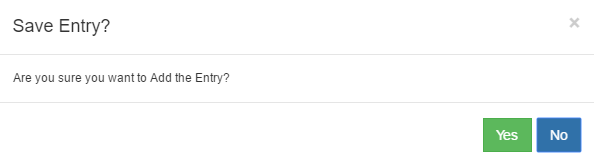 Save Entry?
×
Are you sure you want to Add the Entry?
Yes
No